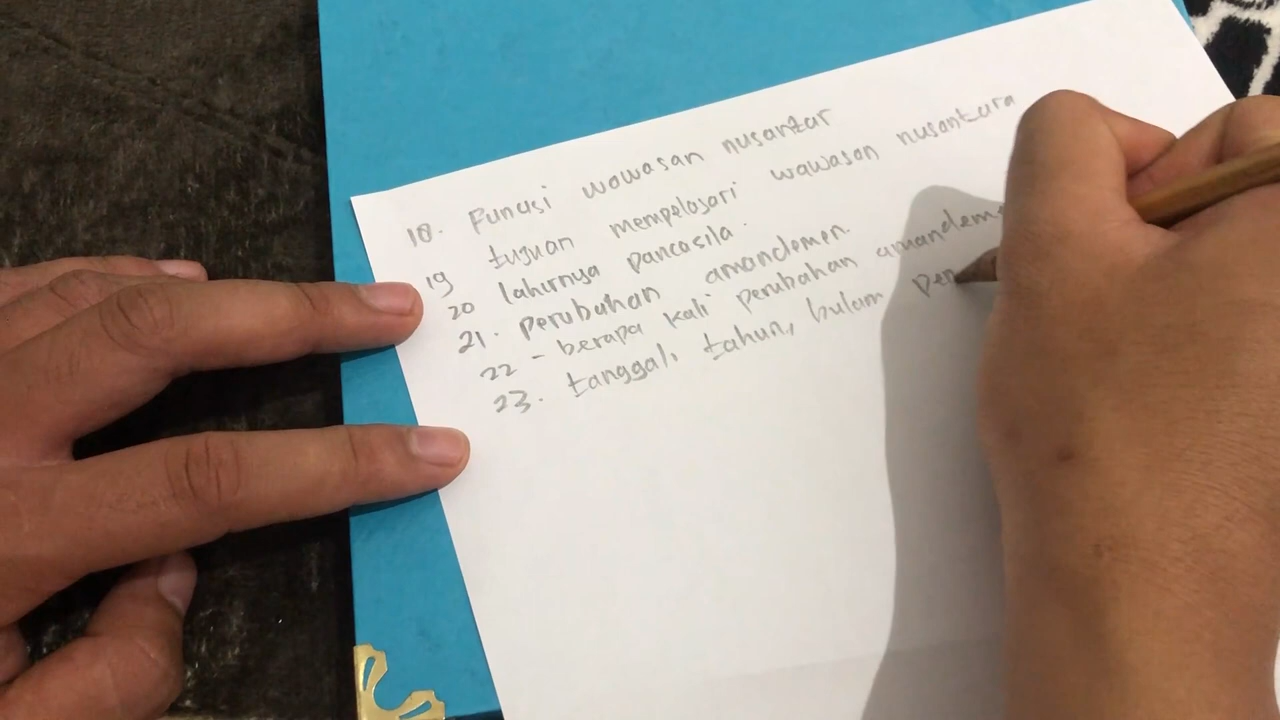 18. Fungsi wawasan nusantar
19 tujuan mempelajari wawasan nusantara
20 lahirnya pancasila.
21. perubahan amandemen.
22 - berapa kali perubahan amandem
23. tanggal, tahun, bulan per